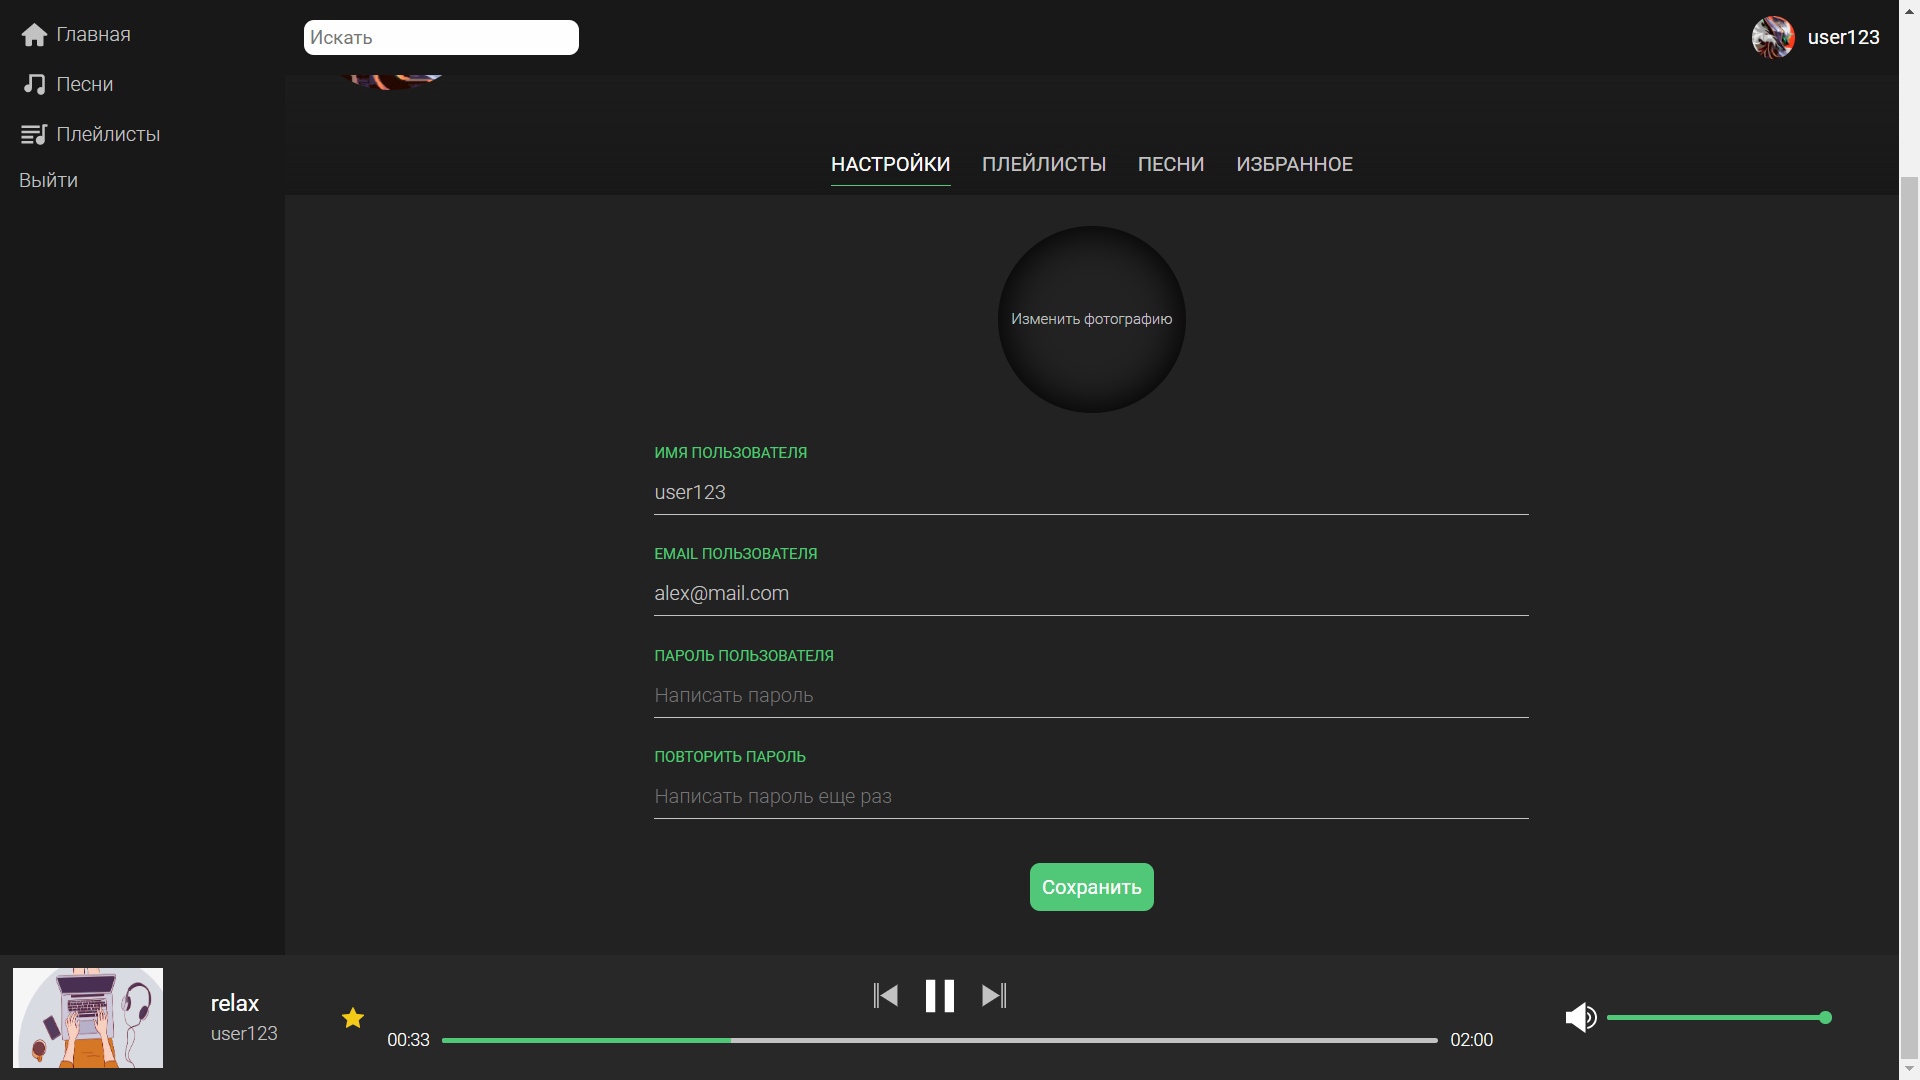 Главная
Песни
Плейлисты
Выйти
Искать
user123
НАСТРОЙКИ ПЛЕЙЛИСТЫ ПЕСНИ ИЗБРАННОЕ
Изменить фотографию
ИМЯ ПОЛЬЗОВАТЕЛЯ
user123
EMAIL ПОЛЬЗОВАТЕЛЯ
alex@mail.com
ПАРОЛЬ ПОЛЬЗОВАТЕЛЯ
Написать пароль
ПОВТОРИТЬ ПАРОЛЬ
Написать пароль еще раз
Сохранить
relax
user123
00:33
02:00